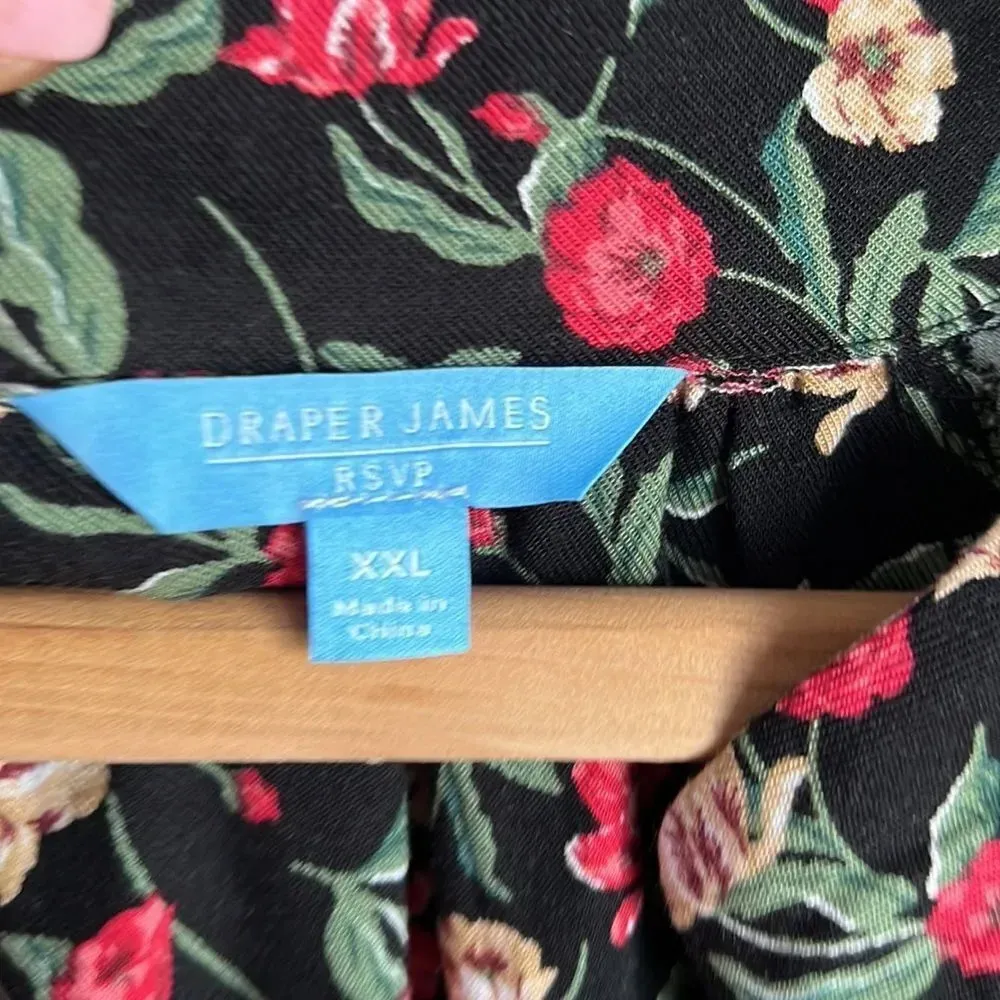 DRAPER JAMES
RSVP
XXL
Made in
China